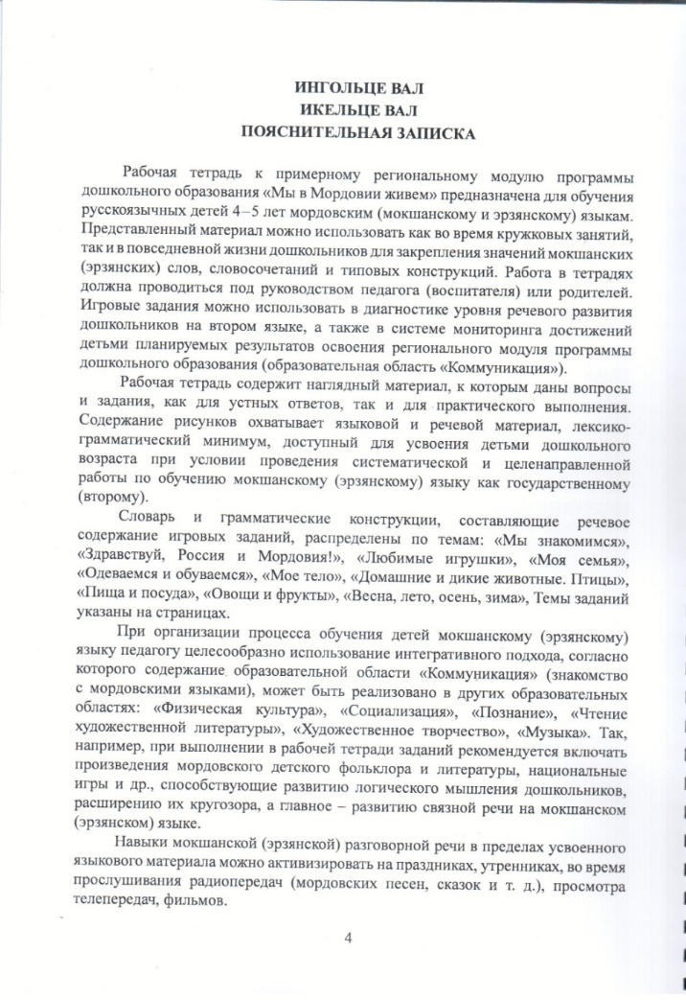 ИНГОЛЬЦЕ ВАЛ
ИКЕЛЬЦЕ ВАЛ
ПОЯСНИТЕЛЬНАЯ ЗАПИСКА
Рабочая тетрадь к примерному региональному модулю программы
дошкольного образования «Мы в Мордовии живем» предназначена для обучения
русскоязычных детей 4–5 лет мордовским (мокшанскому и эрзянскому) языкам.
Представленный материал можно использовать как во время кружковых занятий,
так и в повседневной жизни дошкольников для закрепления значений мокшанских
(эрзянских) слов, словосочетаний и типовых конструкций. Работа в тетрадях
должна проводиться под руководством педагога (воспитателя) или родителей.
Игровые задания можно использовать в диагностике уровня речевого развития
дошкольников на втором языке, а также в системе мониторинга достижений
детьми планируемых результатов освоения регионального модуля программы
дошкольного образования (образовательная область «Коммуникация»).
Рабочая тетрадь содержит наглядный материал, к которым даны вопросы
и задания, как для устных ответов, так и для практического выполнения.
Содержание рисунков охватывает языковой и речевой материал, лексико-
грамматический минимум, доступный для усвоения детьми дошкольного
возраста при условии проведения систематической и целенаправленной
работы по обучению мокшанскому (эрзянскому) языку как государственному
(второму).
Словарь и грамматические конструкции, составляющие речевое
содержание игровых заданий, распределены по темам: «Мы знакомимся»,
«Здравствуй, Россия и Мордовия!», «Любимые игрушки», «Моя семья»,
«Одеваемся и обуваемся», «Мое тело», «Домашние и дикие животные. Птицы»,
«Пища и посуда», «Овощи и фрукты», «Весна, лето, осень, зима», Темы заданий
указаны на страницах.
При организации процесса обучения детей мокшанскому (эрзянскому)
языку педагогу целесообразно использование интегративного подхода, согласно
которого содержание образовательной области «Коммуникация» (знакомство
с мордовскими языками), может быть реализовано в других образовательных
областях: «Физическая культура», «Социализация», «Познание», «Чтение
художественной литературы», «Художественное творчество», «Музыка». Так,
например, при выполнении в рабочей тетради заданий рекомендуется включать
произведения мордовского детского фольклора и литературы, национальные
игры и др., способствующие развитию логического мышления дошкольников,
расширению их кругозора, а главное – развитию связной речи на мокшанском
(эрзянском) языке.
Навыки мокшанской (эрзянской) разговорной речи в пределах усвоенного
языкового материала можно активизировать на праздниках, утренниках, во время
прослушивания радиопередач (мордовских песен, сказок и т. д.), просмотра
телепередач, фильмов.
4